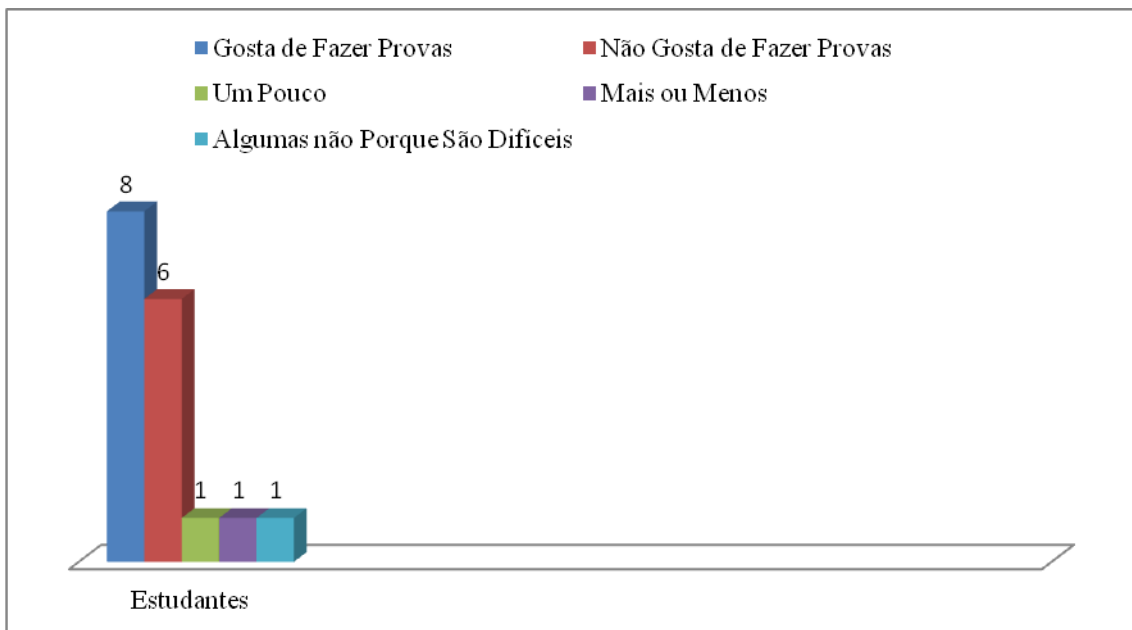 Gosta de Fazer Provas
Não Gosta de Fazer Provas
Um Pouco
Mais ou Menos
Algumas não Porque São Difíceis
8
6
1
1
1
Estudantes